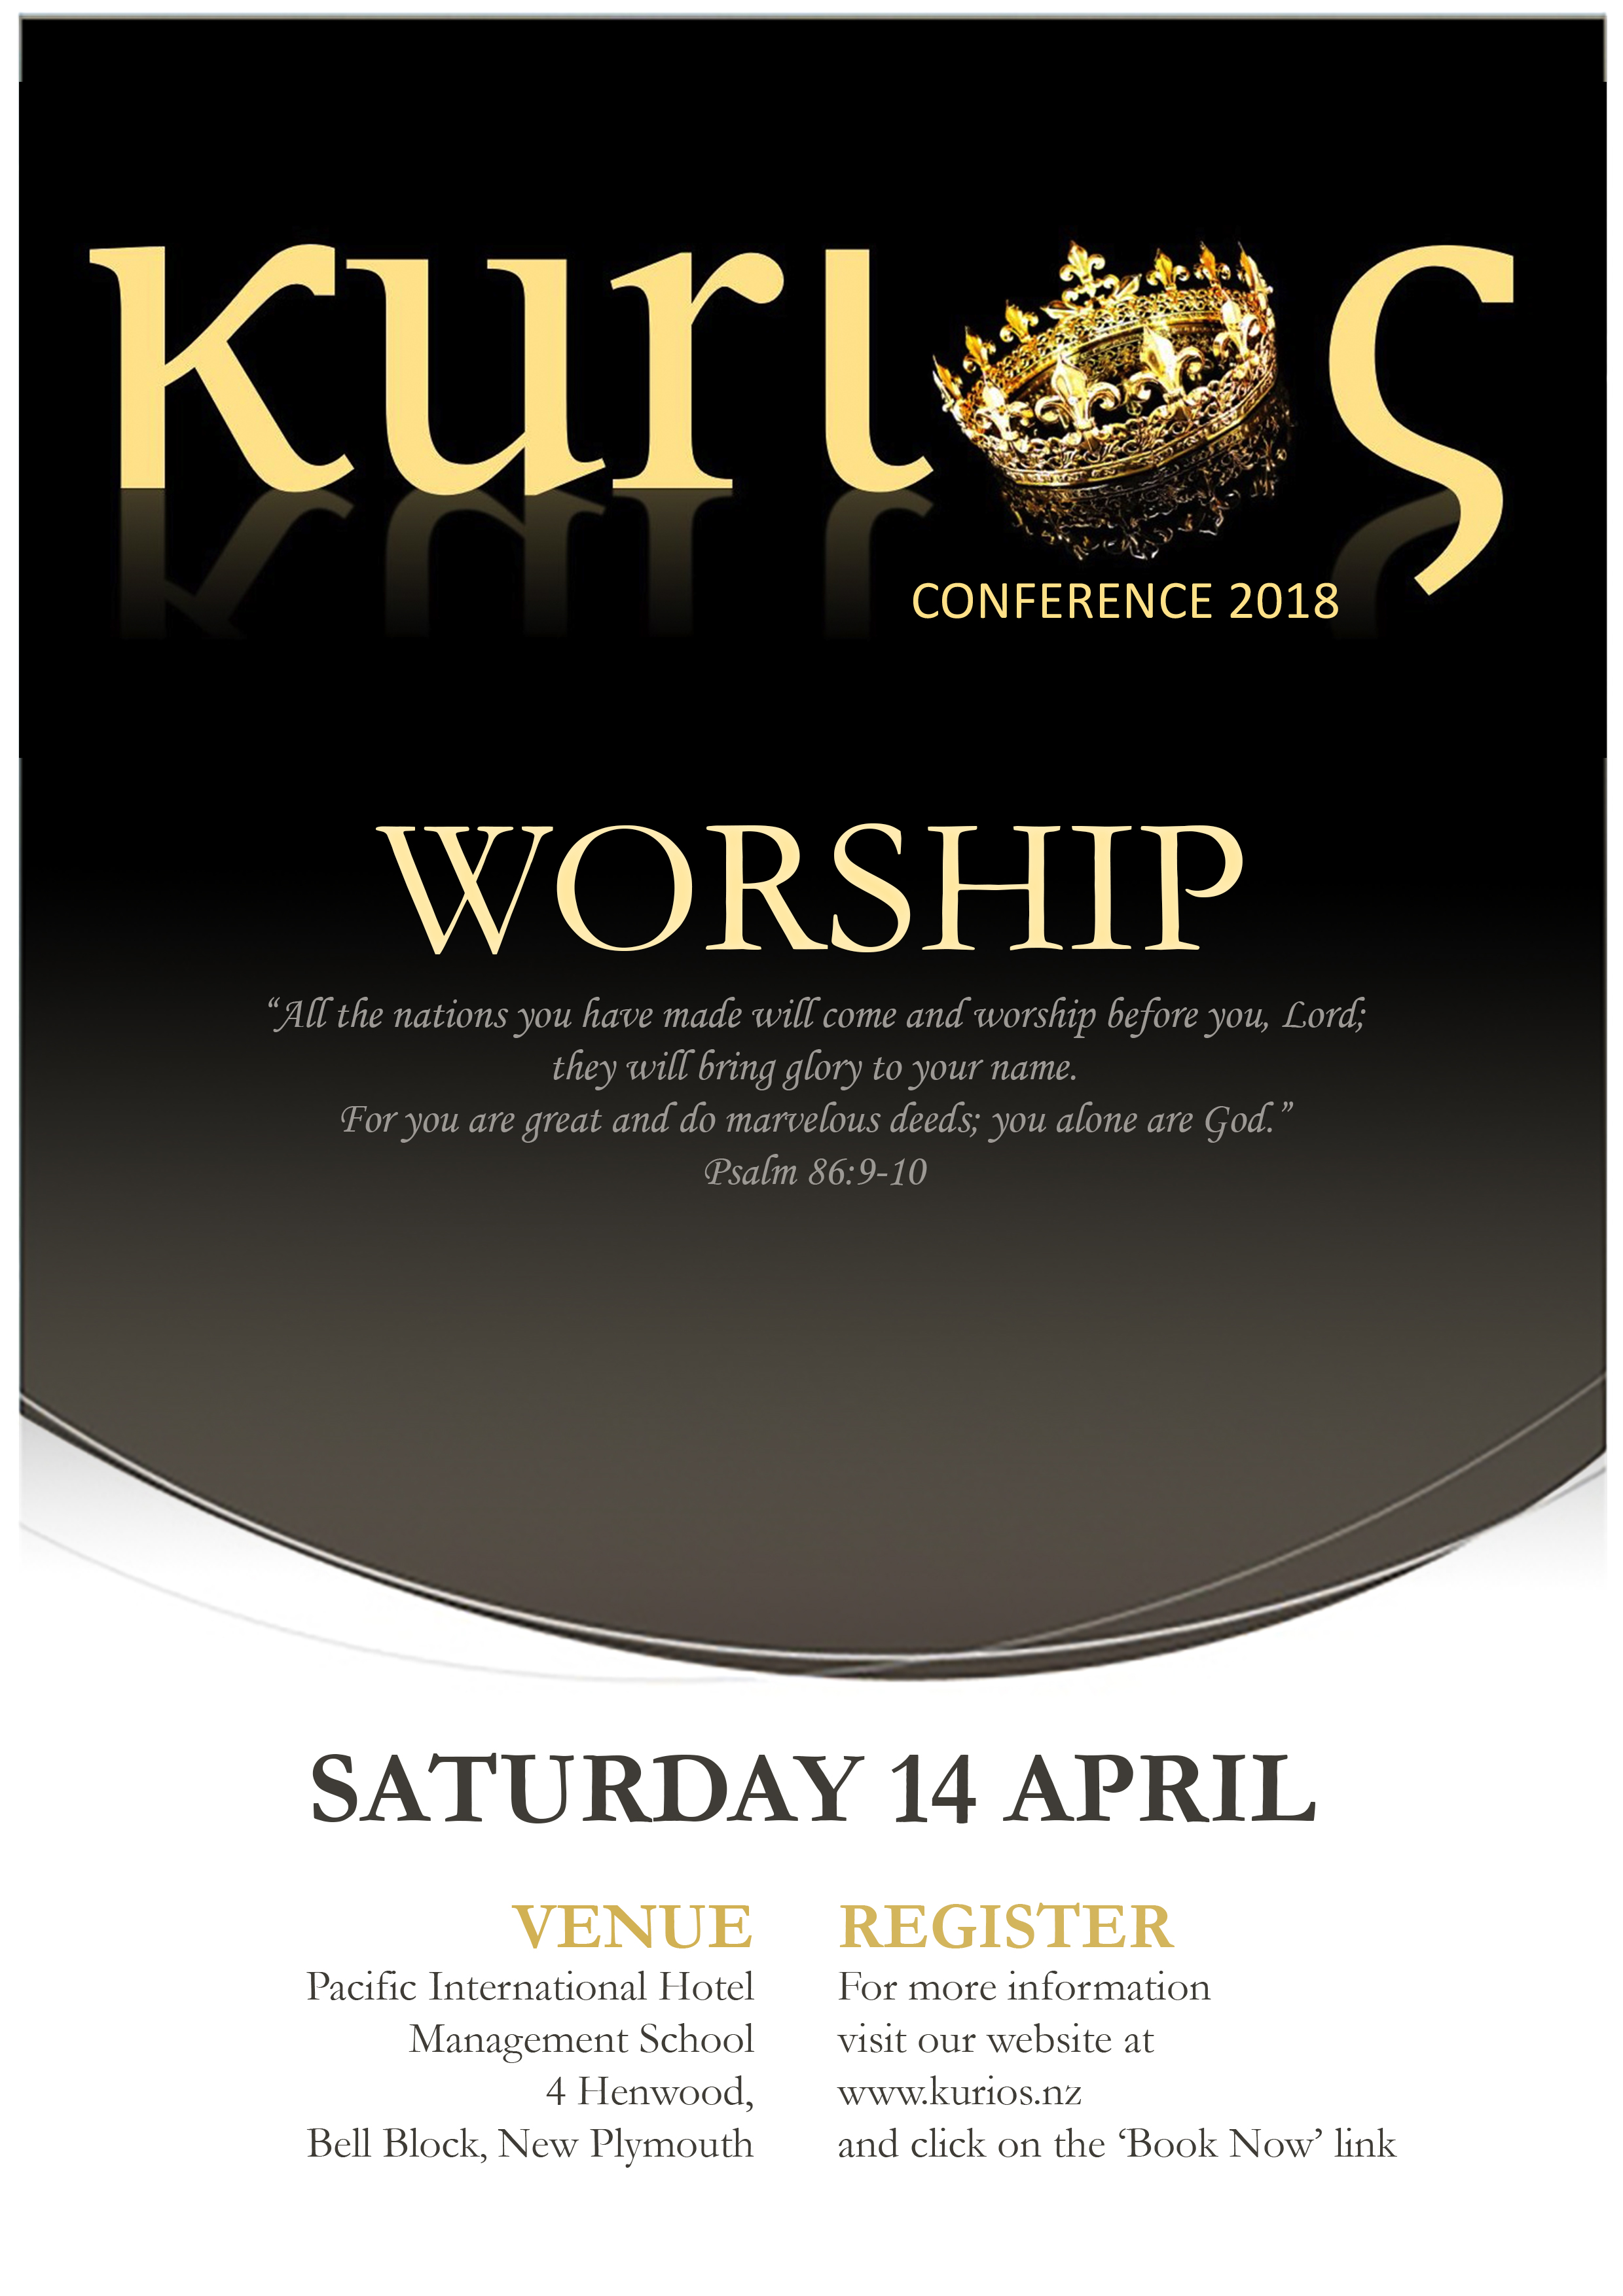 κurι ς
CONFERENCE 2018
WORSHIP
“All the nations you have made will come and worship before you, Lord;
they will bring glory to your name.
For you are great and do marvelous deeds; you alone are God.”
Psalm 86:9-10
SATURDAY 14 APRIL
VENUE
Pacific International Hotel
Management School
4 Henwood,
Bell Block, New Plymouth
REGISTER
For more information
visit our website at
www.kurios.nz
and click on the ‘Book Now’ link